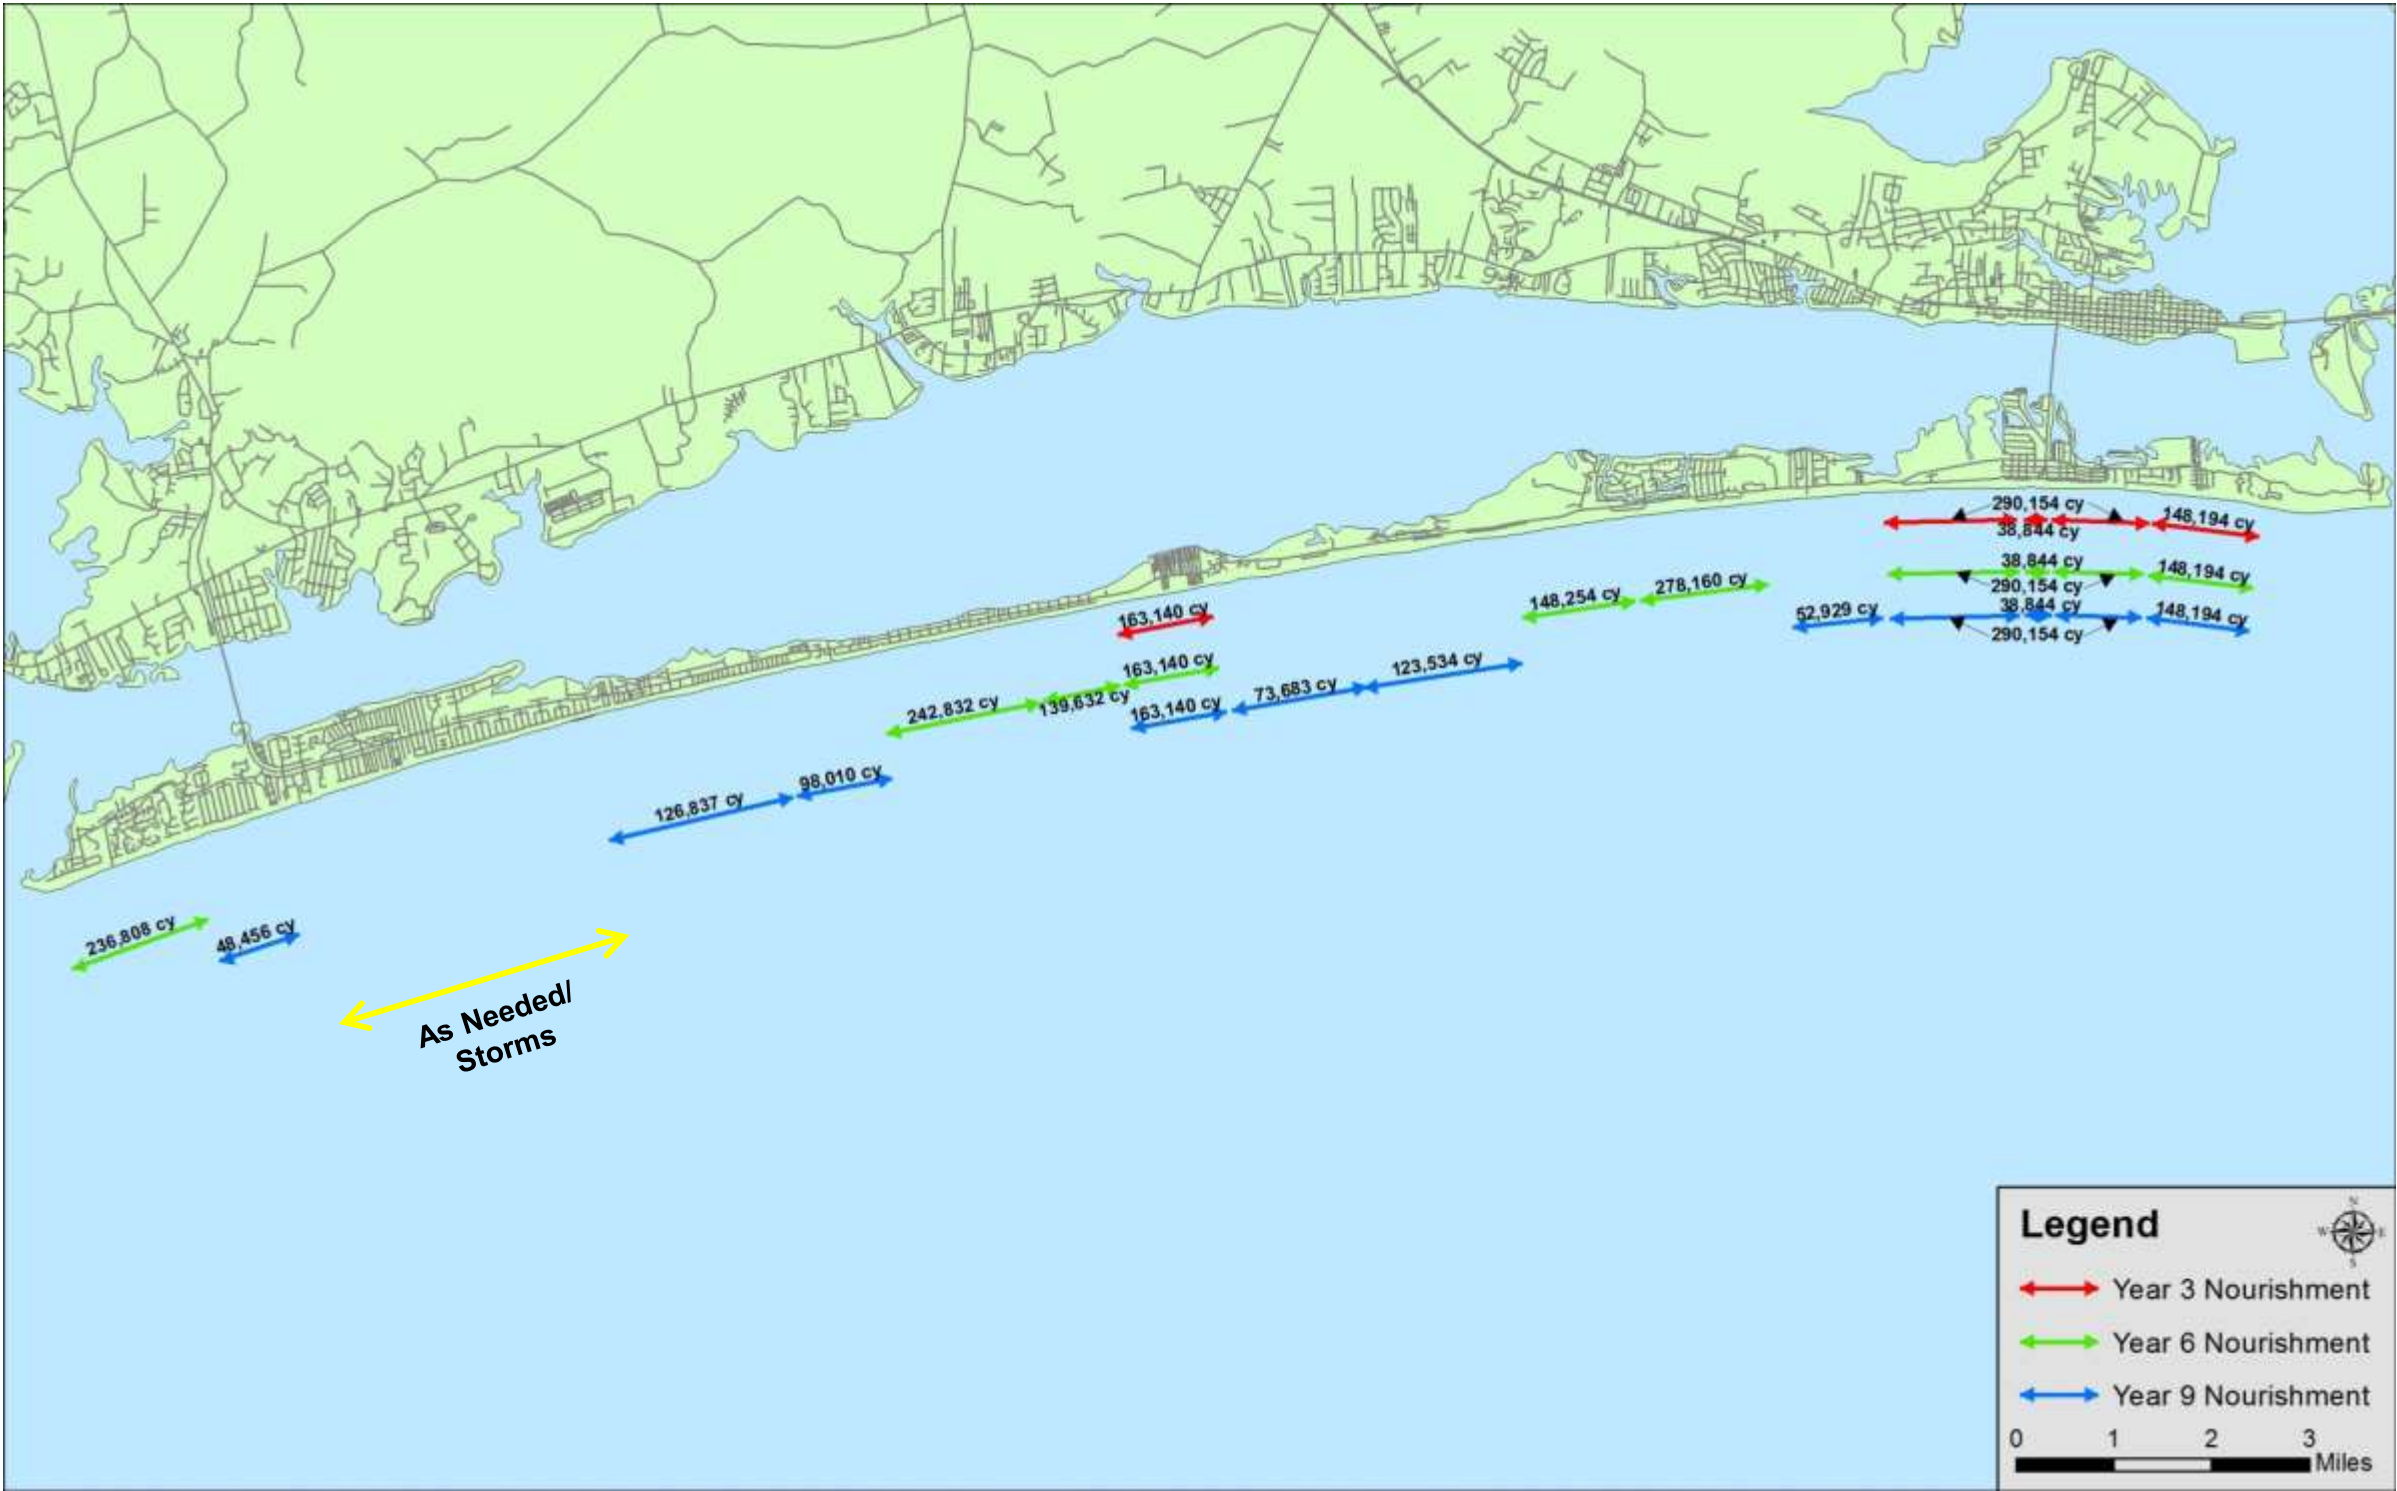 290,154 cy
148,194 cy
38,844 cy
38,844 cy
148,194 cy
290,154 cy
278,160 cy
148,254 cy
38,844 cy
148,194 cy
52,929 cy
290,154 cy
163,140 cy
163,140 cy
123,534 cy
73,683 cy
139,632 cy
242,832 cy
163,140 cy
98,010 cy
126,837 cy
236,808 cy
48,456 cy
As Needed/
Storms
Legend
N
W E
S
Year 3 Nourishment
Year 6 Nourishment
Year 9 Nourishment
0 1 2 3
Miles